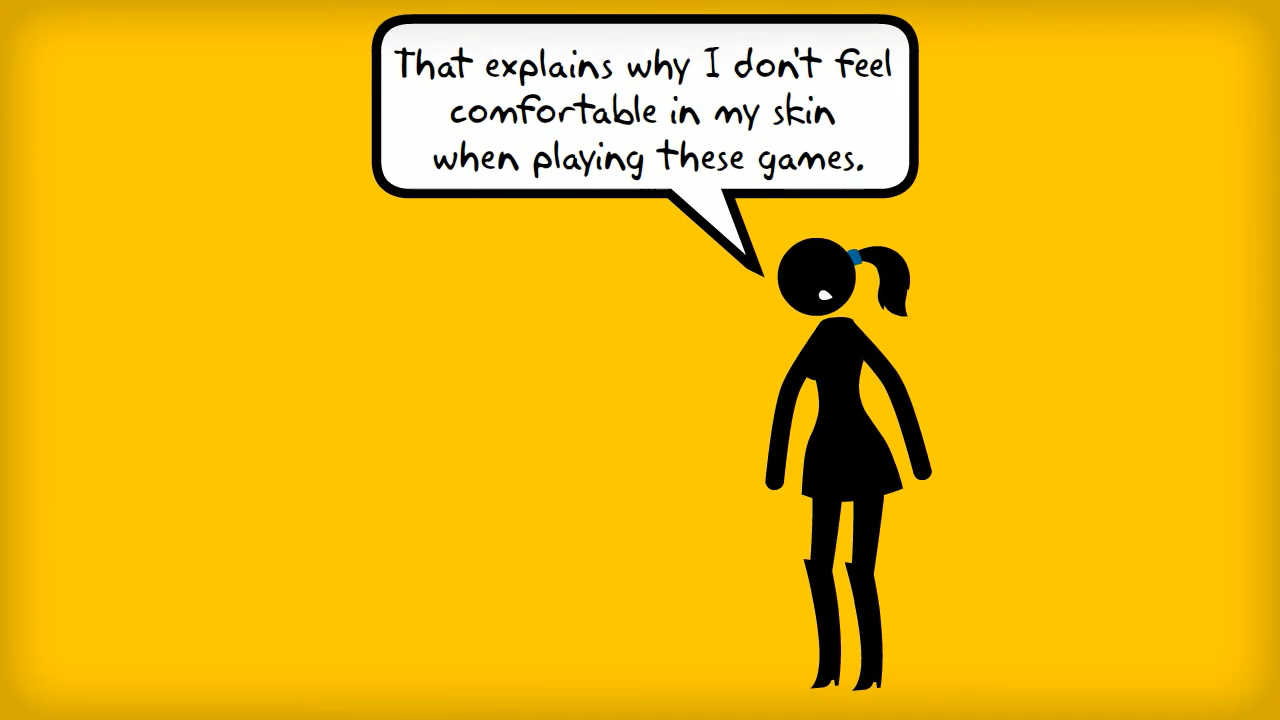 That explains why I don't feel
comfortable in my skin
when playing these games.